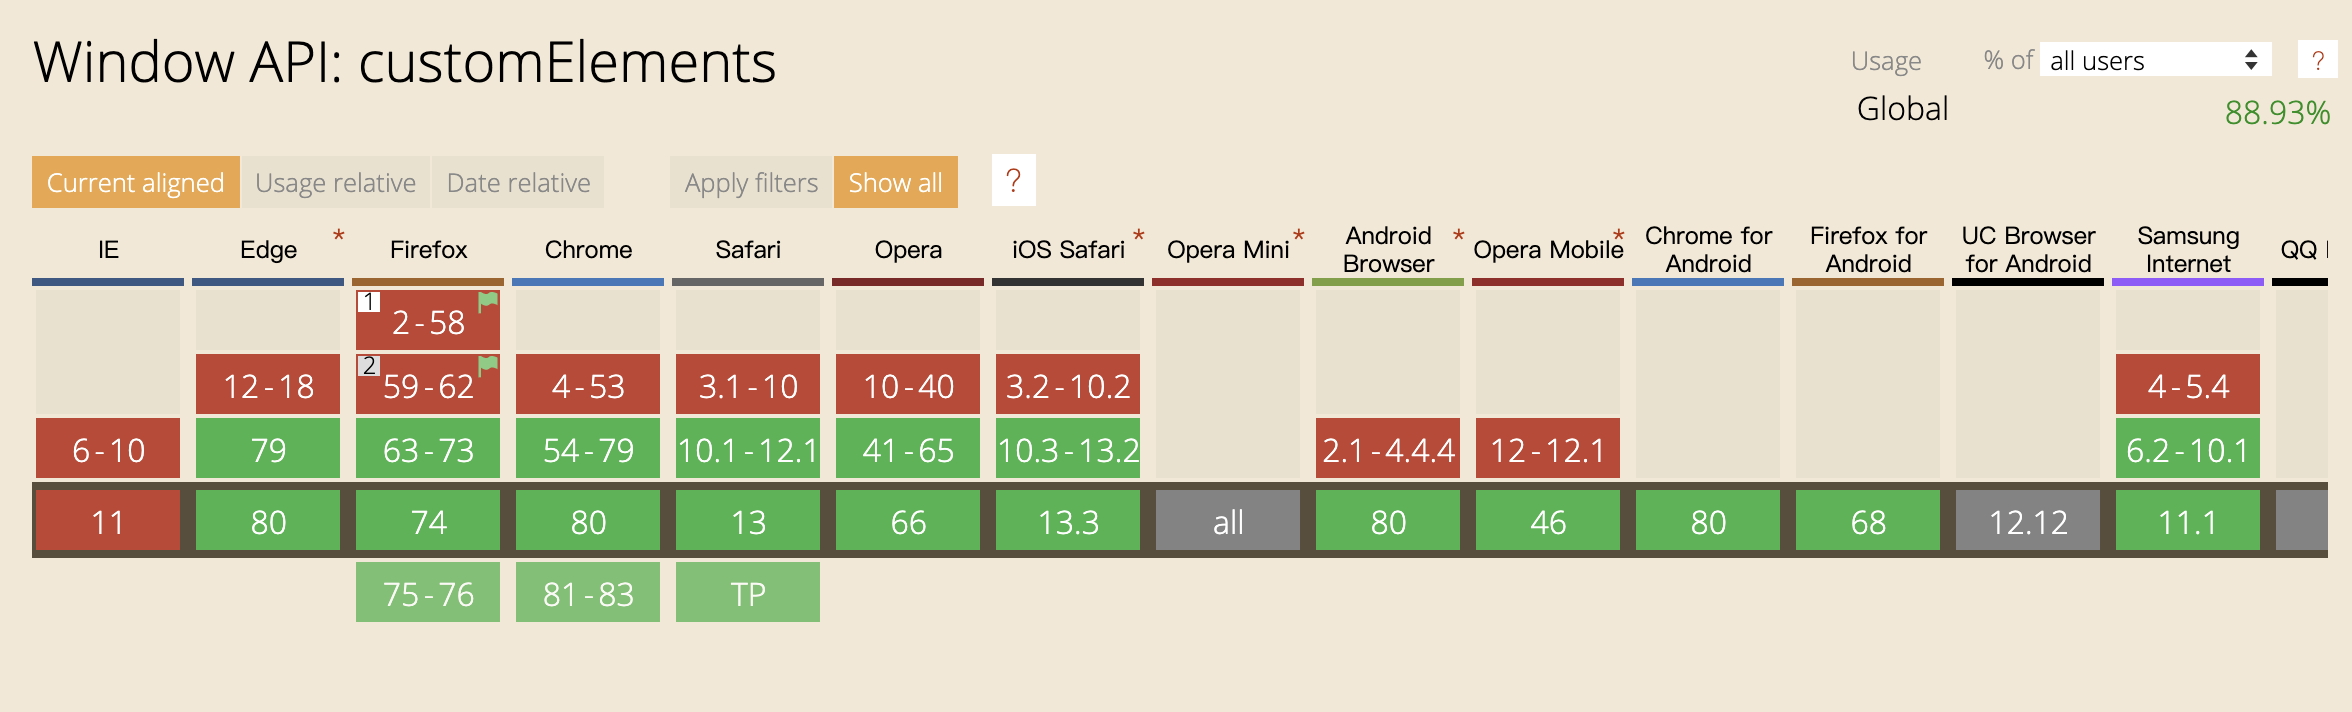 Window API: customElements
Usage % of all users ?
Global 88.93%
Current aligned Usage relative Date relative Apply filters Show all ?
IE Edge * Firefox Chrome Safari Opera iOS Safari * Opera Mini * Android Browser * Opera Mobile * Chrome for Android Firefox for Android UC Browser for Android Samsung Internet QQ
1 2-58
12-18 2 59-62 4-53 3.1-10 10-40 3.2-10.2 4-5.4
6-10 79 63-73 54-79 10.1-12.1 41-65 10.3-13.2 2.1-4.4.4 12-12.1 6.2-10.1
11 80 74 80 13 66 13.3 all 80 46 80 68 12.12 11.1
75-76 81-83 TP